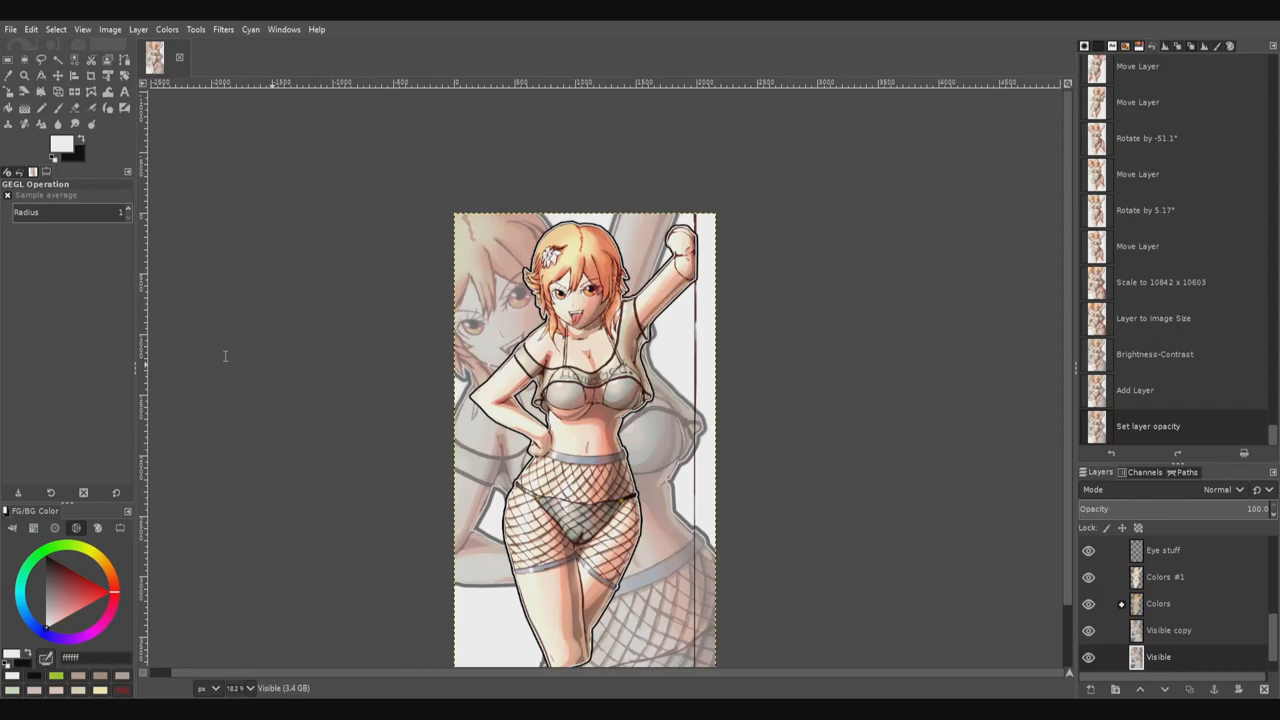 File Edit Select View Image Layer Colors Tools Filters Cyan Windows Help
GEGL Operation
Sample average
Radius 1
FG/BG Color
ffffff
px 18.2 % Visible (3.4 GB)
Move Layer
Move Layer
Rotate by -51.1°
Move Layer
Rotate by 5.17°
Move Layer
Scale to 10842 x 10603
Layer to Image Size
Brightness-Contrast
Add Layer
Set layer opacity
Layers Channels Paths
Mode Normal
Opacity 100.0
Lock:
Eye stuff
Colors #1
Colors
Visible copy
Visible